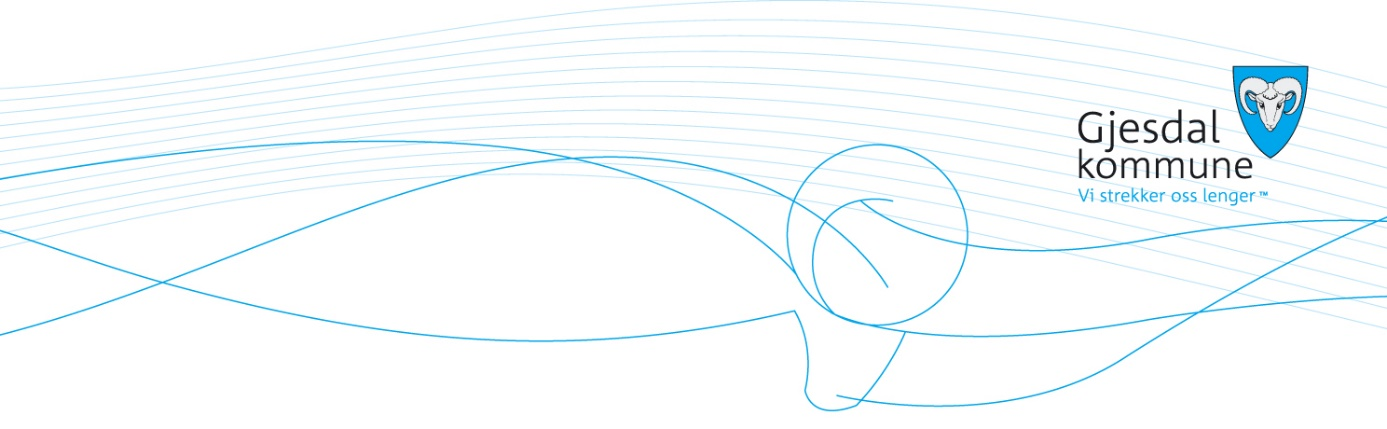 Gjesdal
kommune
Vi strekker oss lenger™